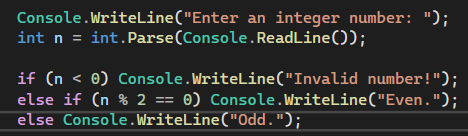 Console.WriteLine("Enter an integer number: ");
int n = int.Parse(Console.ReadLine());
if (n < 0) Console.WriteLine("Invalid number!");
else if (n % 2 == 0) Console.WriteLine("Even.");
else Console.WriteLine("Odd.");